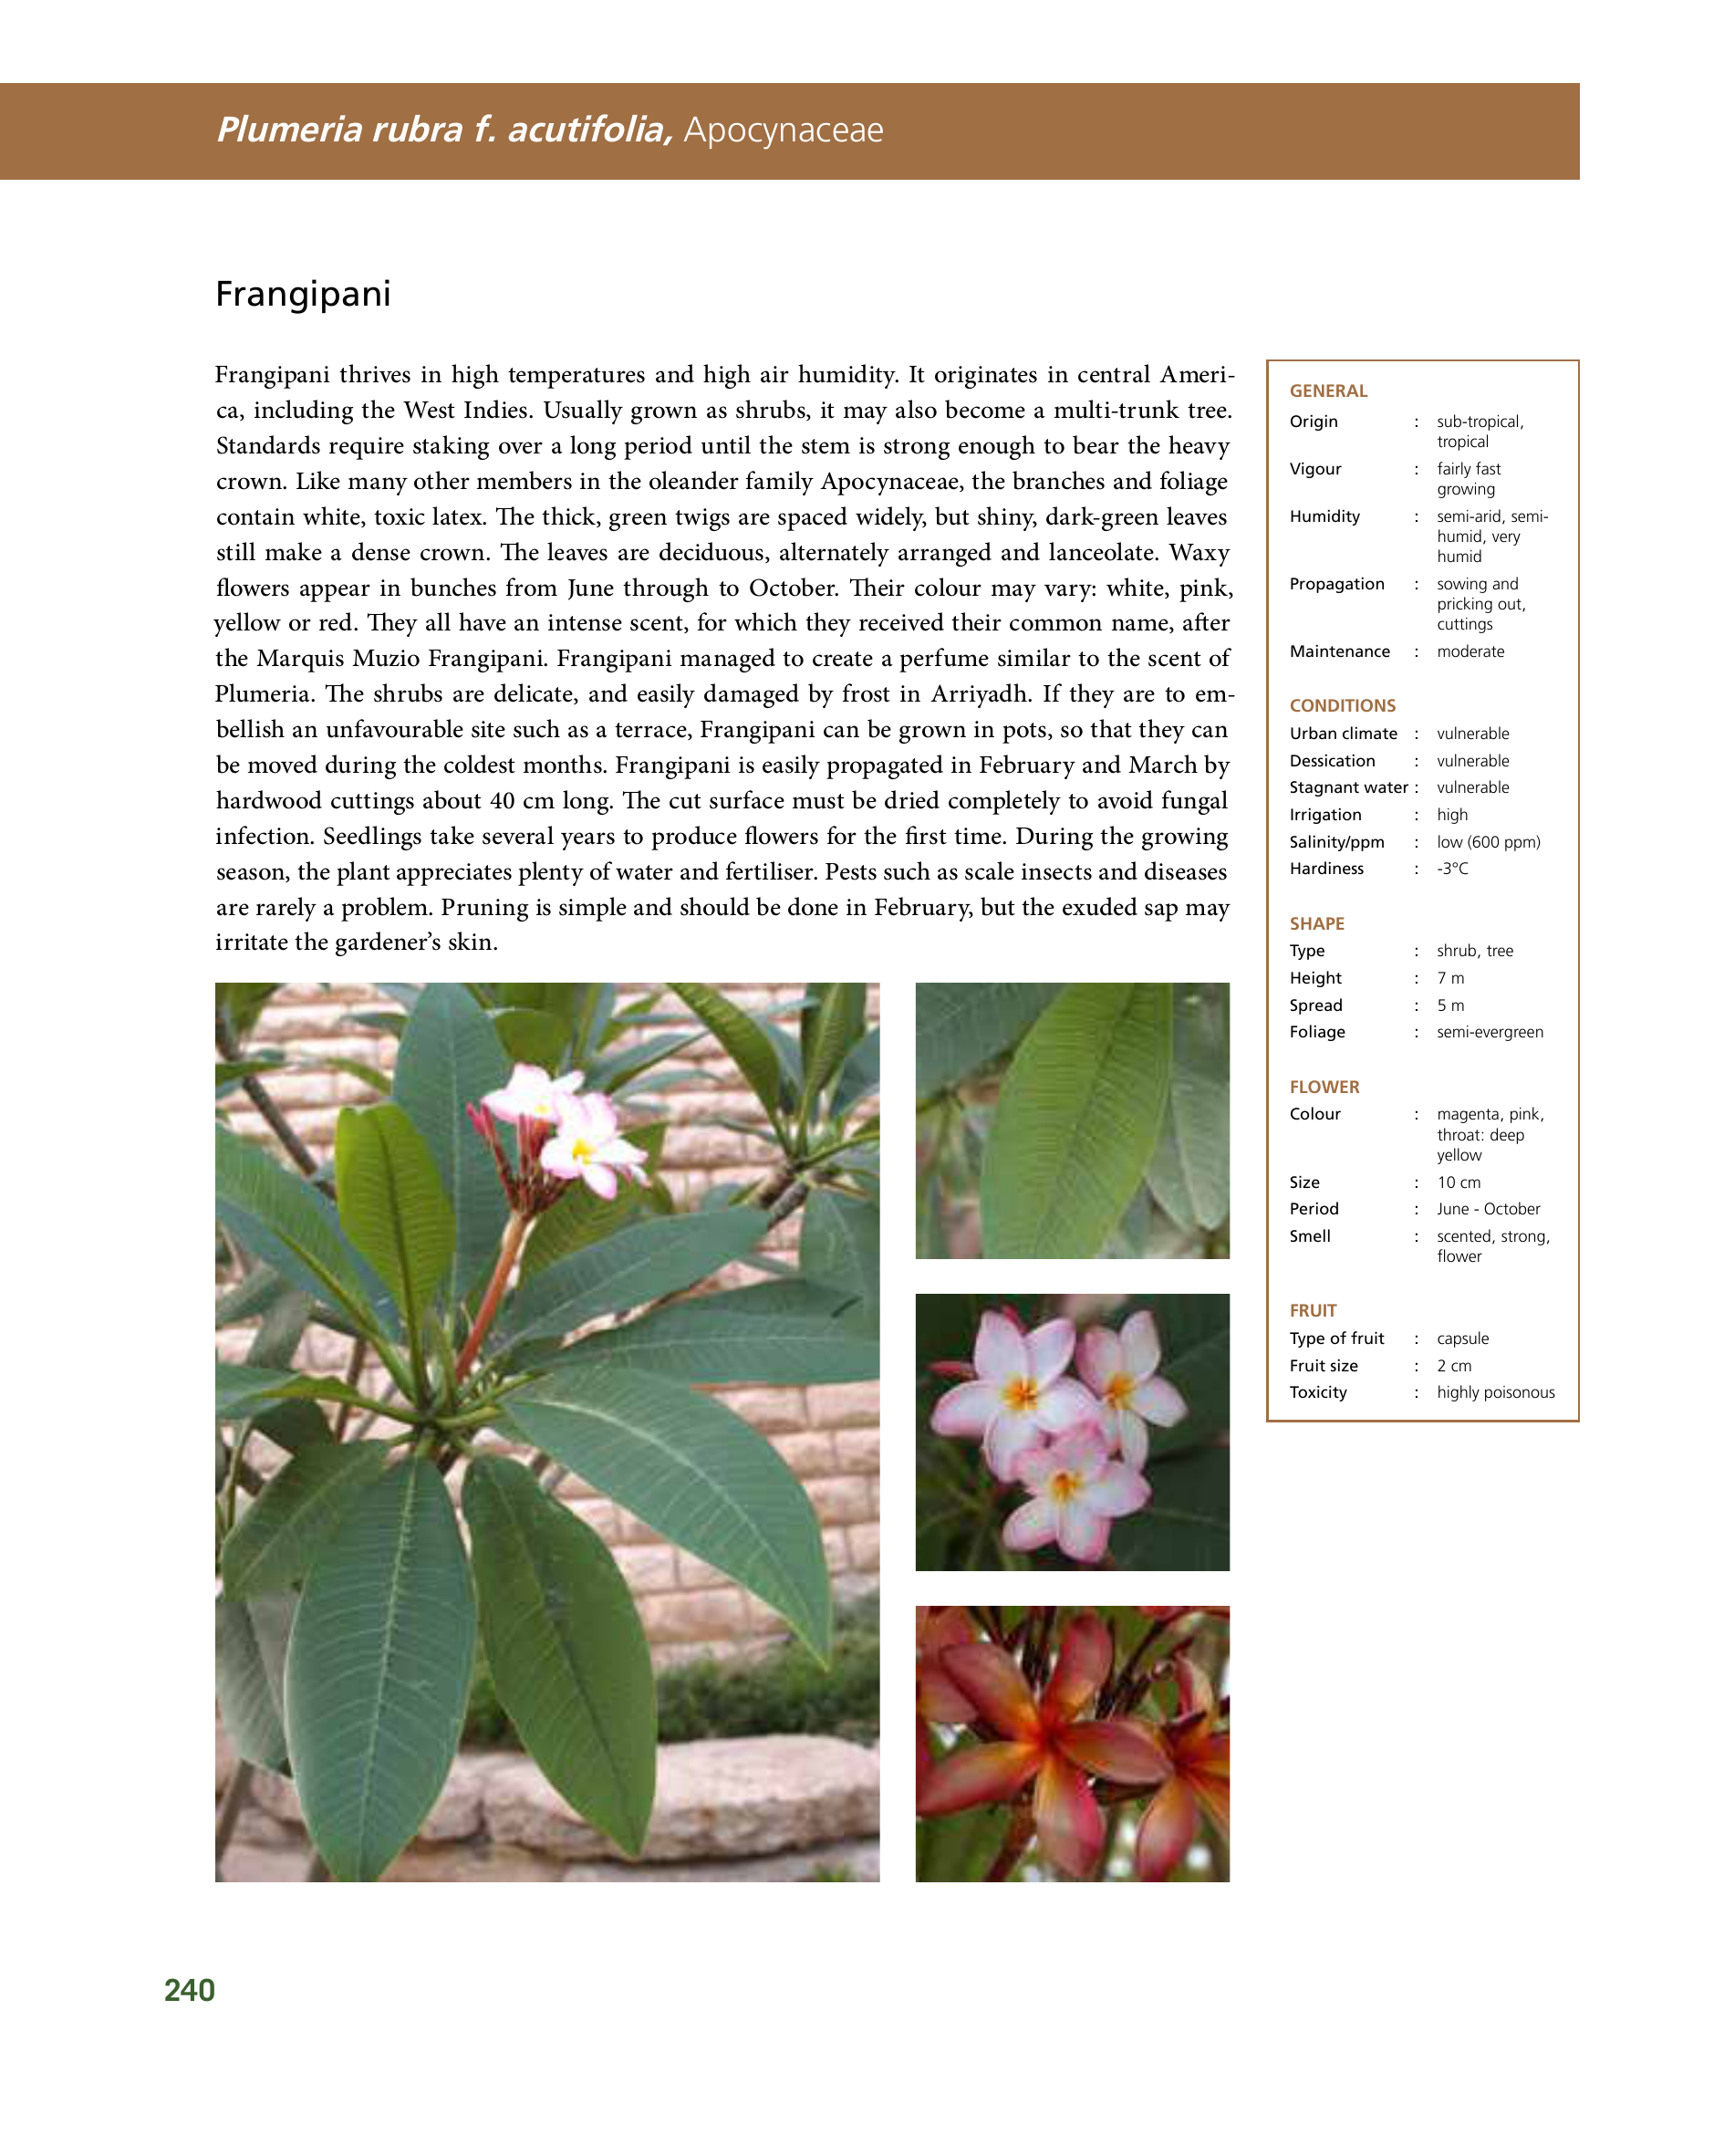 Plumeria rubra f. acutifolia, Apocynaceae
Frangipani
Frangipani thrives in high temperatures and high air humidity. It originates in central Ameri-
ca, including the West Indies. Usually grown as shrubs, it may also become a multi-trunk tree.
Standards require staking over a long period until the stem is strong enough to bear the heavy
crown. Like many other members in the oleander family Apocynaceae, the branches and foliage
contain white, toxic latex. The thick, green twigs are spaced widely, but shiny, dark-green leaves
still make a dense crown. The leaves are deciduous, alternately arranged and lanceolate. Waxy
flowers appear in bunches from June through to October. Their colour may vary: white, pink,
yellow or red. They all have an intense scent, for which they received their common name, after
the Marquis Muzio Frangipani. Frangipani managed to create a perfume similar to the scent of
Plumeria. The shrubs are delicate, and easily damaged by frost in Arriyadh. If they are to em-
bellish an unfavourable site such as a terrace, Frangipani can be grown in pots, so that they can
be moved during the coldest months. Frangipani is easily propagated in February and March by
hardwood cuttings about 40 cm long. The cut surface must be dried completely to avoid fungal
infection. Seedlings take several years to produce flowers for the first time. During the growing
season, the plant appreciates plenty of water and fertiliser. Pests such as scale insects and diseases
are rarely a problem. Pruning is simple and should be done in February, but the exuded sap may
irritate the gardener’s skin.
GENERAL
Origin : sub-tropical,
tropical
Vigour : fairly fast
growing
Humidity : semi-arid, semi-
humid, very
humid
Propagation : sowing and
pricking out,
cuttings
Maintenance : moderate
CONDITIONS
Urban climate : vulnerable
Dessication : vulnerable
Stagnant water : vulnerable
Irrigation : high
Salinity/ppm : low (600 ppm)
Hardiness : -3°C
SHAPE
Type : shrub, tree
Height : 7 m
Spread : 5 m
Foliage : semi-evergreen
FLOWER
Colour : magenta, pink,
throat: deep
yellow
Size : 10 cm
Period : June - October
Smell : scented, strong,
flower
FRUIT
Type of fruit : capsule
Fruit size : 2 cm
Toxicity : highly poisonous
240